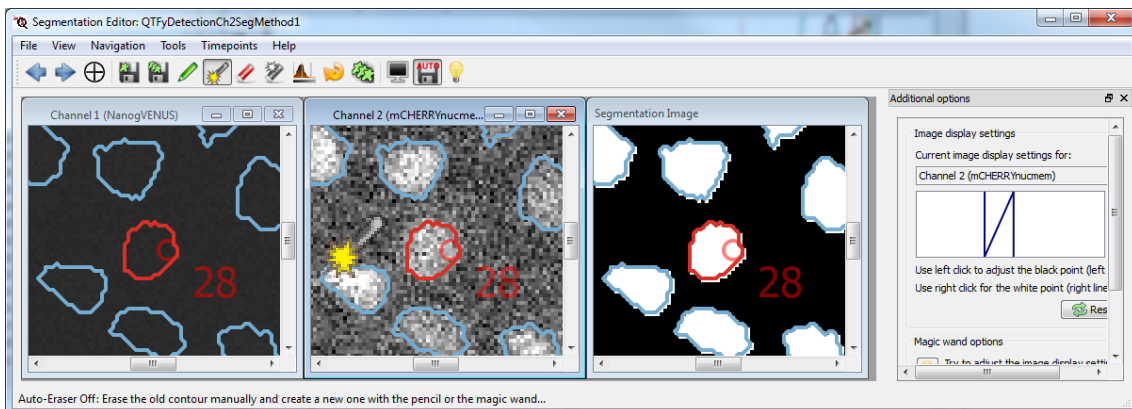 Segmentation Editor: QTFyDetectionCh2SegMethod1
File View Navigation Tools Timepoints Help
AUTO
Channel 1 (NanogVENUS)
Channel 2 (mCHERRYnucme...
Segmentation Image
Additional options
28
28
28
Image display settings
Current image display settings for:
Channel 2 (mCHERRYnucmem)
Use left click to adjust the black point (left
Use right click for the white point (right line
Res
Magic wand options
Try to adjust the image display setti
Auto-Eraser Off: Erase the old contour manually and create a new one with the pencil or the magic wand...